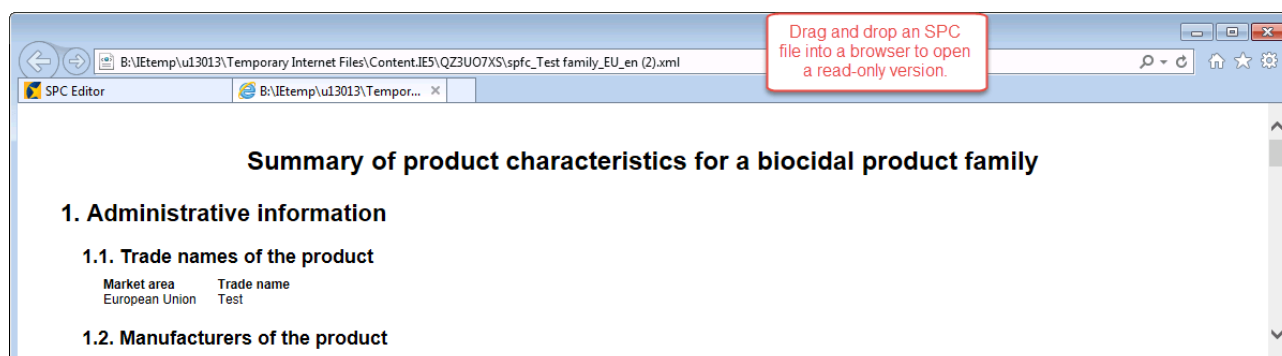 Drag and drop an SPC
file into a browser to open
a read-only version.
B:\IEtemp\u13013\Temporary Internet Files\Content.IE5\QZ3UO7XS\spfc_Test family_EU_en (2).xml
SPC Editor
B:\IEtemp\u13013\Tempor...
Summary of product characteristics for a biocidal product family
1. Administrative information
1.1. Trade names of the product
Market area Trade name
European Union Test
1.2. Manufacturers of the product